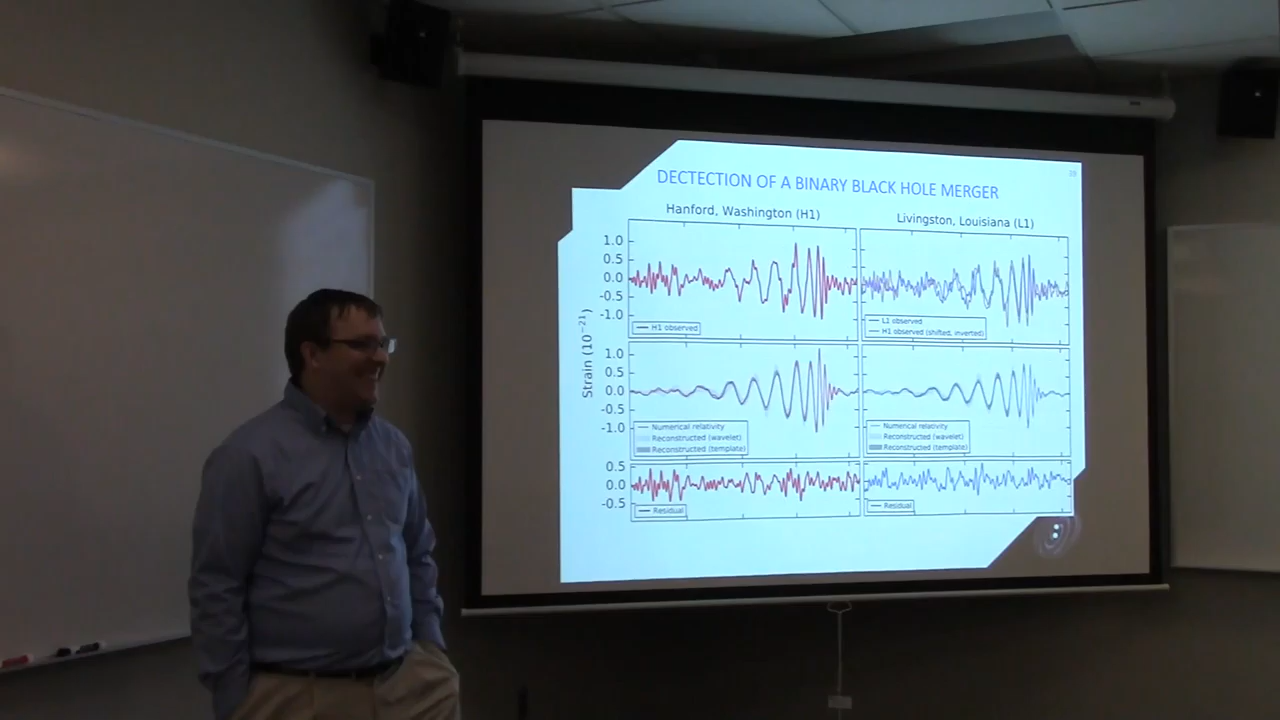 DECTECTION OF A BINARY BLACK HOLE MERGER
Hanford, Washington (H1)
Livingston, Louisiana (L1)
Strain (10⁻²¹)
1.0
0.5
0.0
-0.5
-1.0
H1 observed
L1 observed
H1 observed (shifted, inverted)
1.0
0.5
0.0
-0.5
-1.0
Numerical relativity
Reconstructed (wavelet)
Reconstructed (template)
Numerical relativity
Reconstructed (wavelet)
Reconstructed (template)
0.5
0.0
-0.5
Residual
Residual